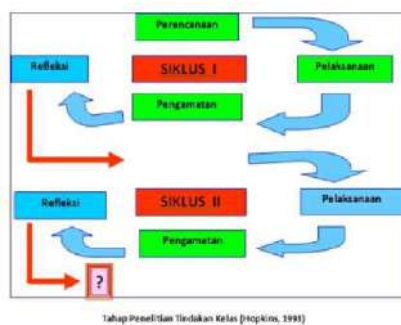 Perencanaan
Refleksi
SIKLUS I
Pelaksanaan
Pengamatan
Refleksi
SIKLUS II
Pelaksanaan
Pengamatan
?
Tahap Penelitian Tindakan Kelas (Hopkins, 1993)